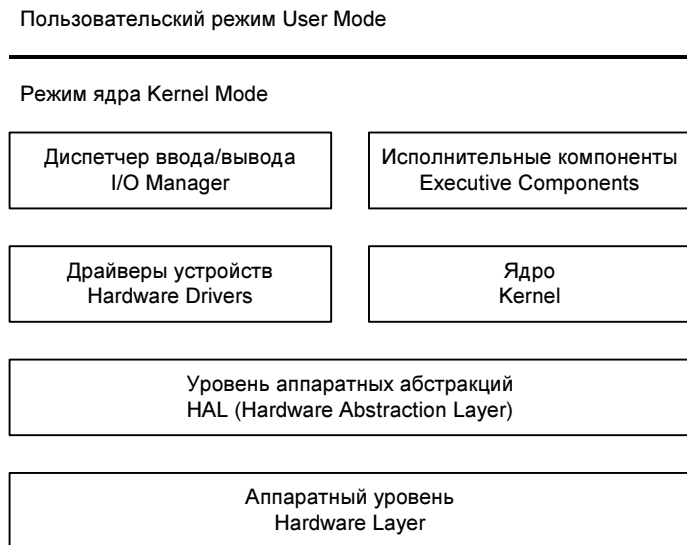 Пользовательский режим User Mode
Режим ядра Kernel Mode
Диспетчер ввода/вывода
I/O Manager
Исполнительные компоненты
Executive Components
Драйверы устройств
Hardware Drivers
Ядро
Kernel
Уровень аппаратных абстракций
HAL (Hardware Abstraction Layer)
Аппаратный уровень
Hardware Layer